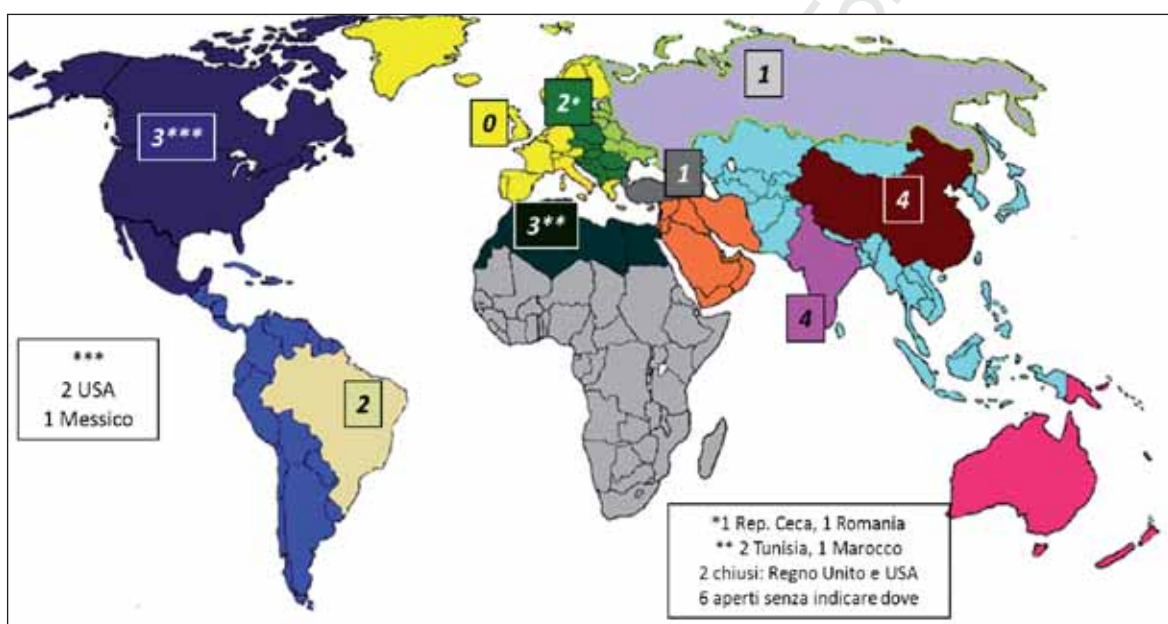 1
2*
0
3***
1
4
3**
4
***
2 USA
1 Messico
2
*1 Rep. Ceca, 1 Romania
** 2 Tunisia, 1 Marocco
2 chiusi: Regno Unito e USA
6 aperti senza indicare dove